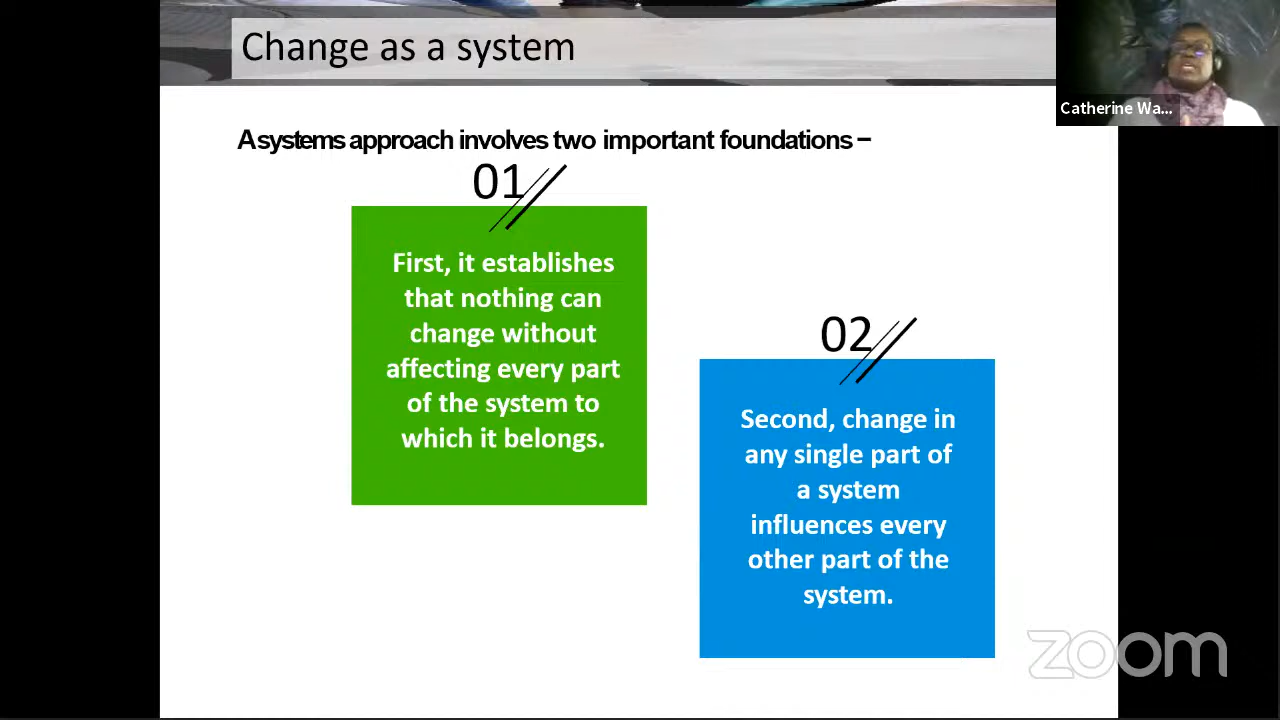 Change as a system
Catherine Wa...
A systems approach involves two important foundations –
01
First, it establishes
that nothing can
change without
affecting every part
of the system to
which it belongs.
02
Second, change in
any single part of
a system
influences every
other part of the
system.
zoom